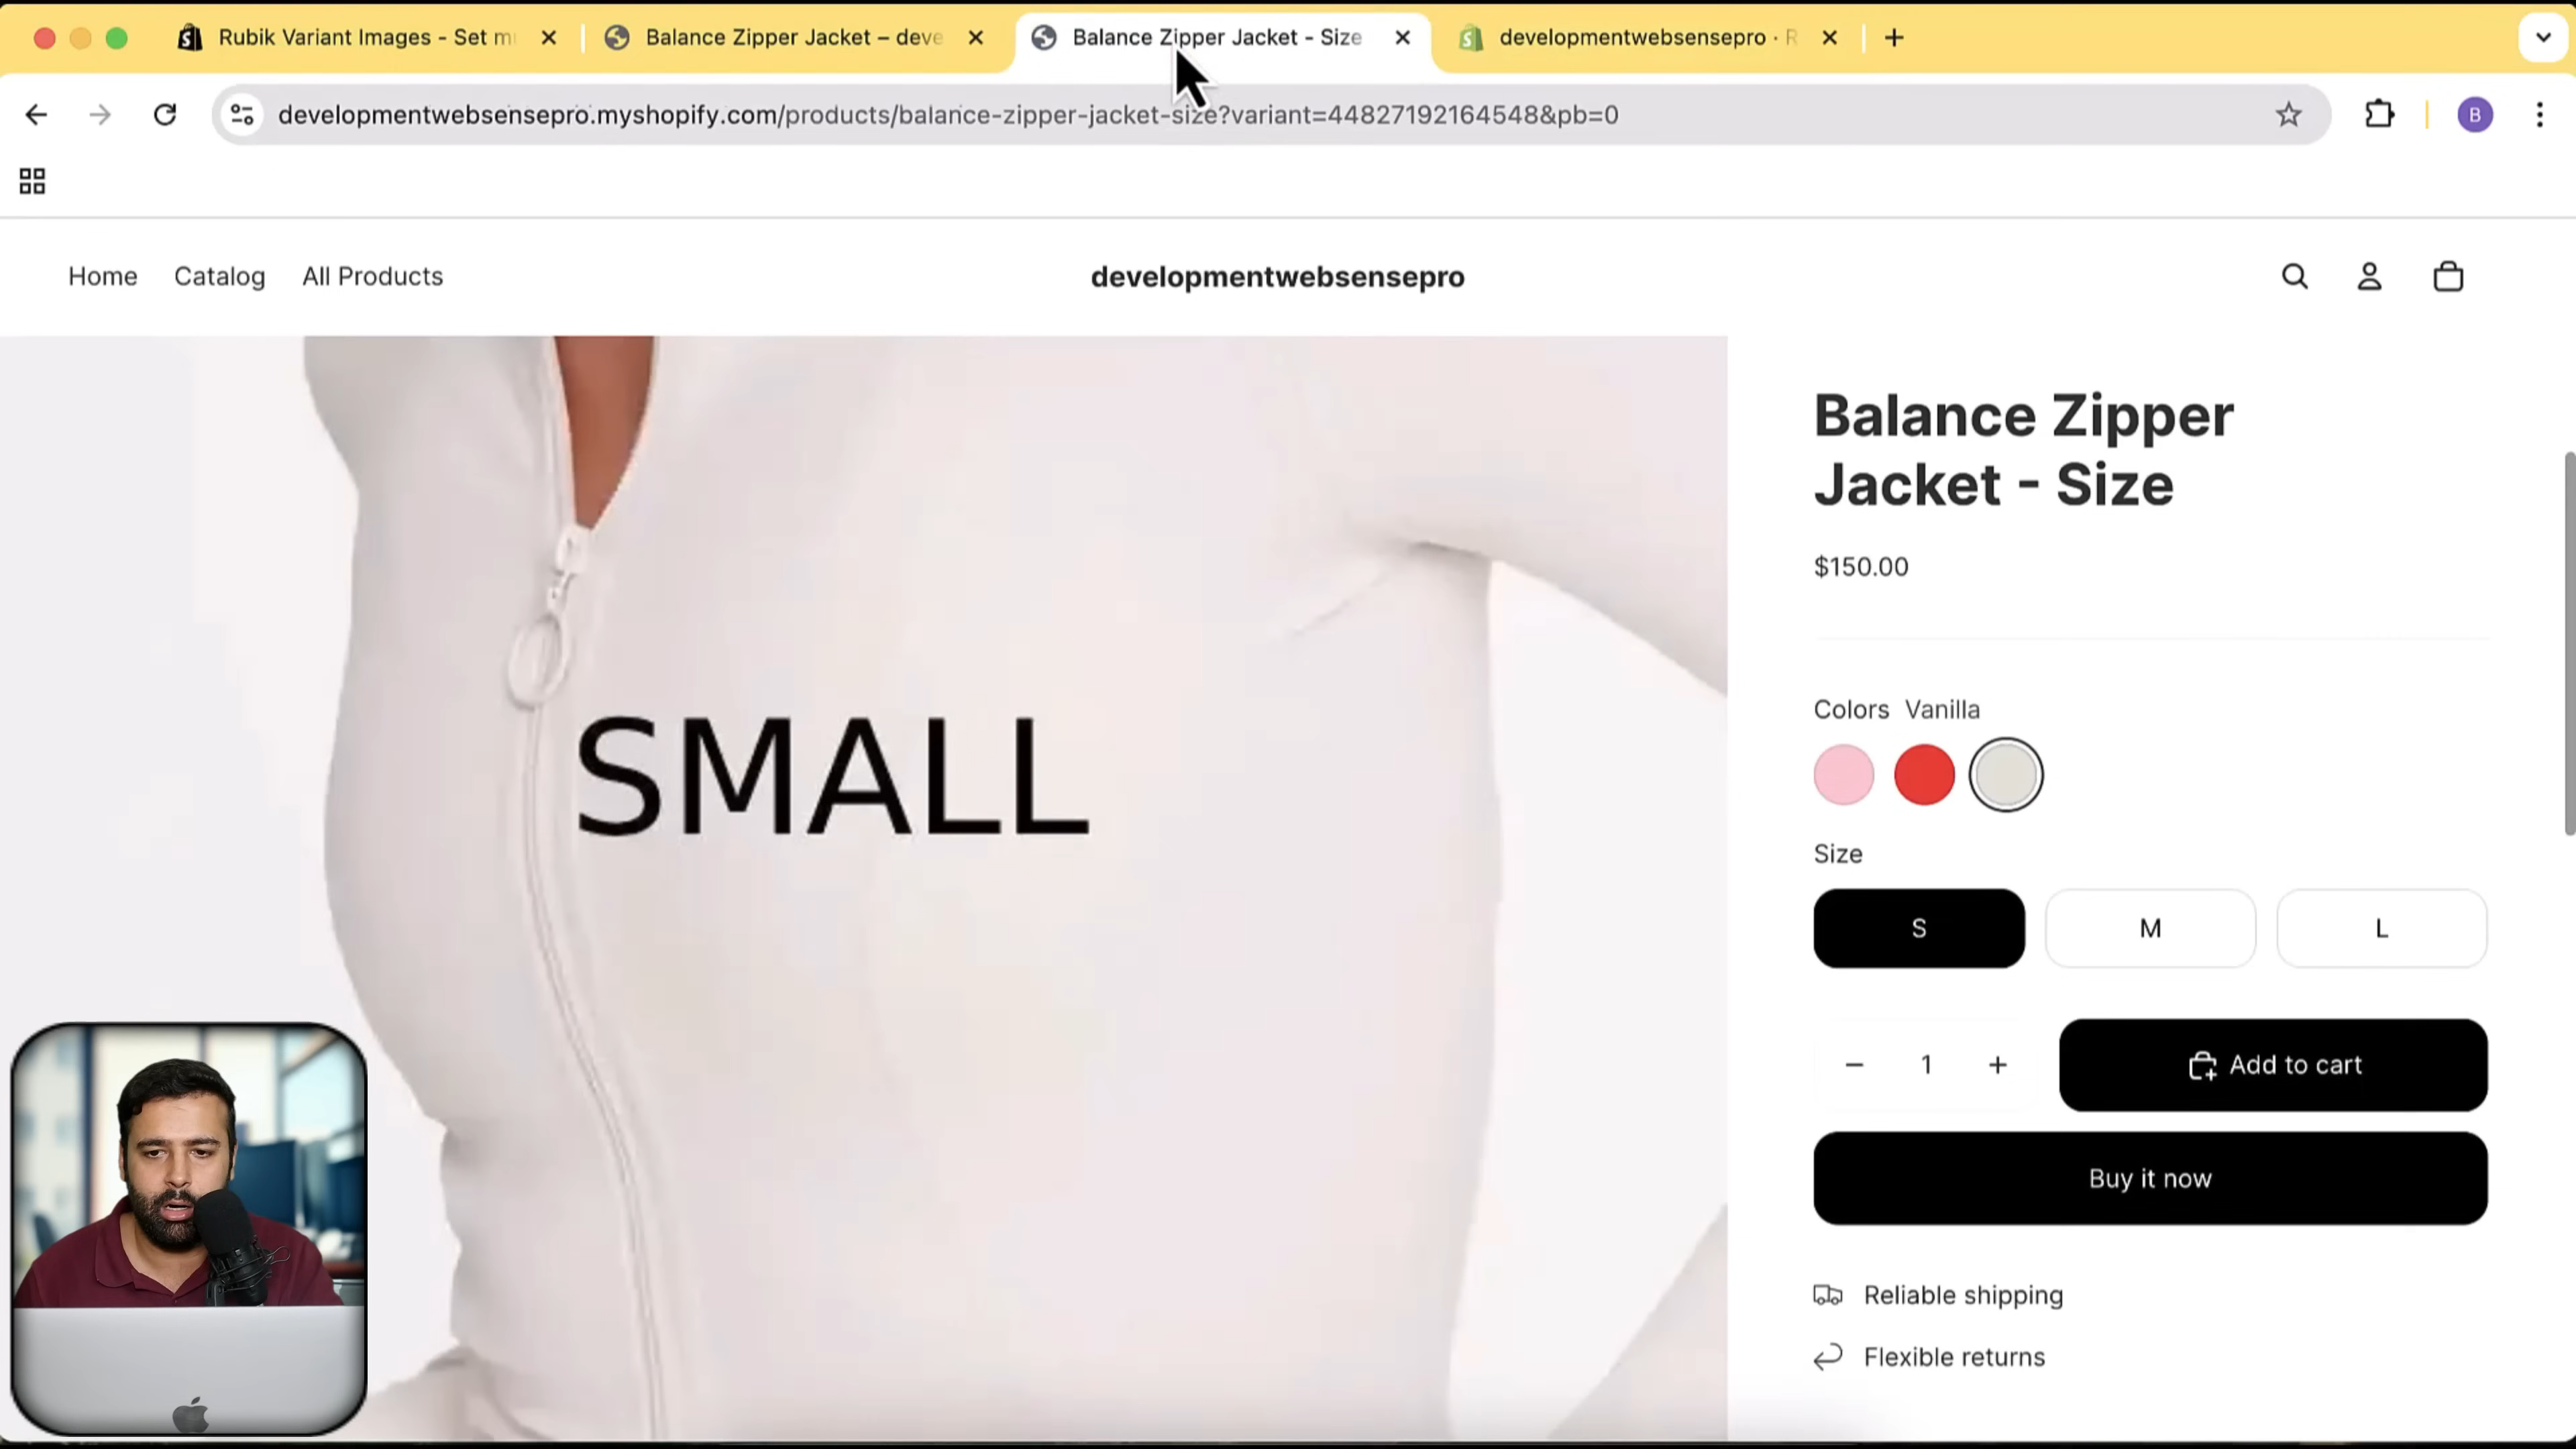 Rubik Variant Images - Set m
Balance Zipper Jacket – deve
Balance Zipper Jacket - Size
developmentwebsensepro · R
developmentwebsensepro.myshopify.com/products/balance-zipper-jacket-size?variant=44827192164548&pb=0
B
Home
Catalog
All Products
developmentwebsensepro
SMALL
Balance Zipper
Jacket - Size
$150.00
Colors Vanilla
Size
S
M
L
1
Add to cart
Buy it now
Reliable shipping
Flexible returns